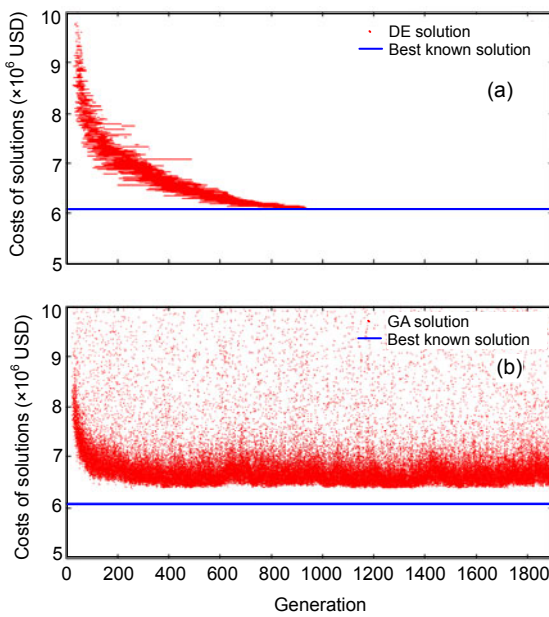 10
9
8
7
6
5
Costs of solutions (×10⁶ USD)
DE solution
Best known solution
(a)
10
9
8
7
6
5
Costs of solutions (×10⁶ USD)
GA solution
Best known solution
(b)
0 200 400 600 800 1000 1200 1400 1600 1800
Generation